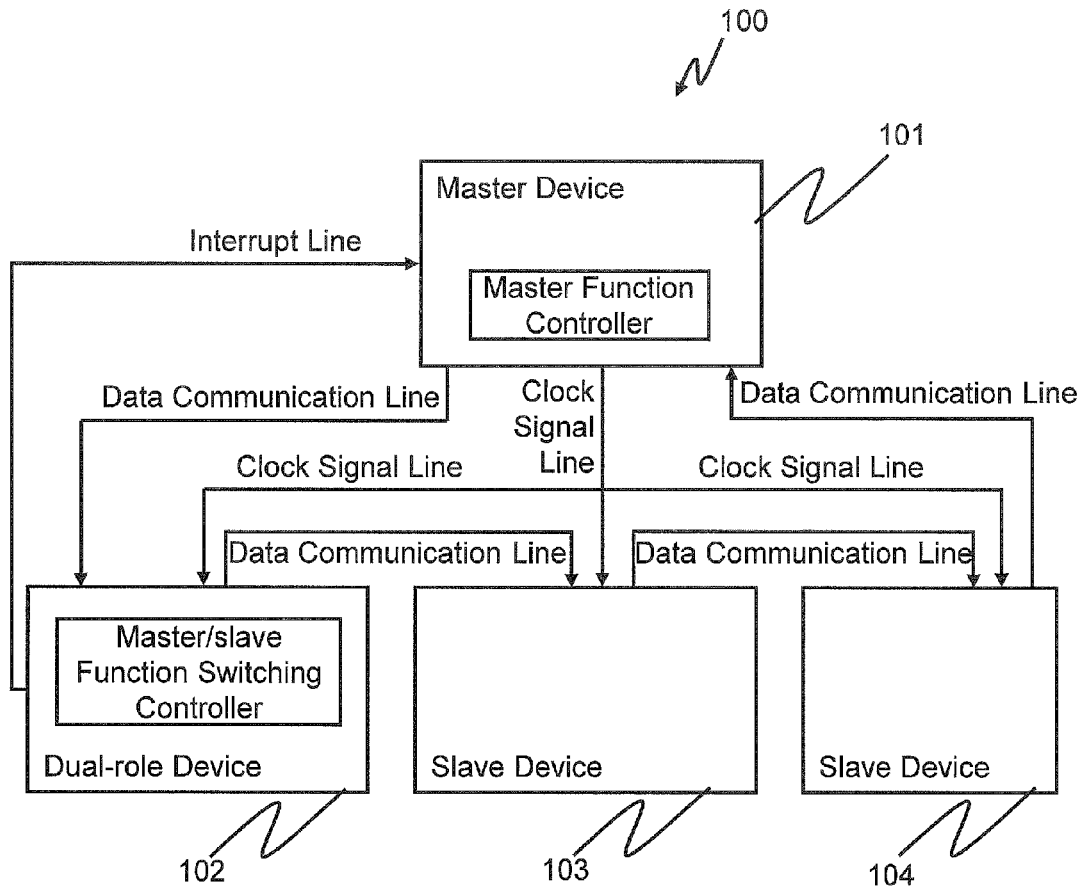 100
101
Master Device
Interrupt Line
Master Function
Controller
Data Communication Line
Clock
Signal
Line
Data Communication Line
Clock Signal Line
Clock Signal Line
Data Communication Line
Data Communication Line
Master/slave
Function Switching
Controller
Dual-role Device
Slave Device
Slave Device
102
103
104